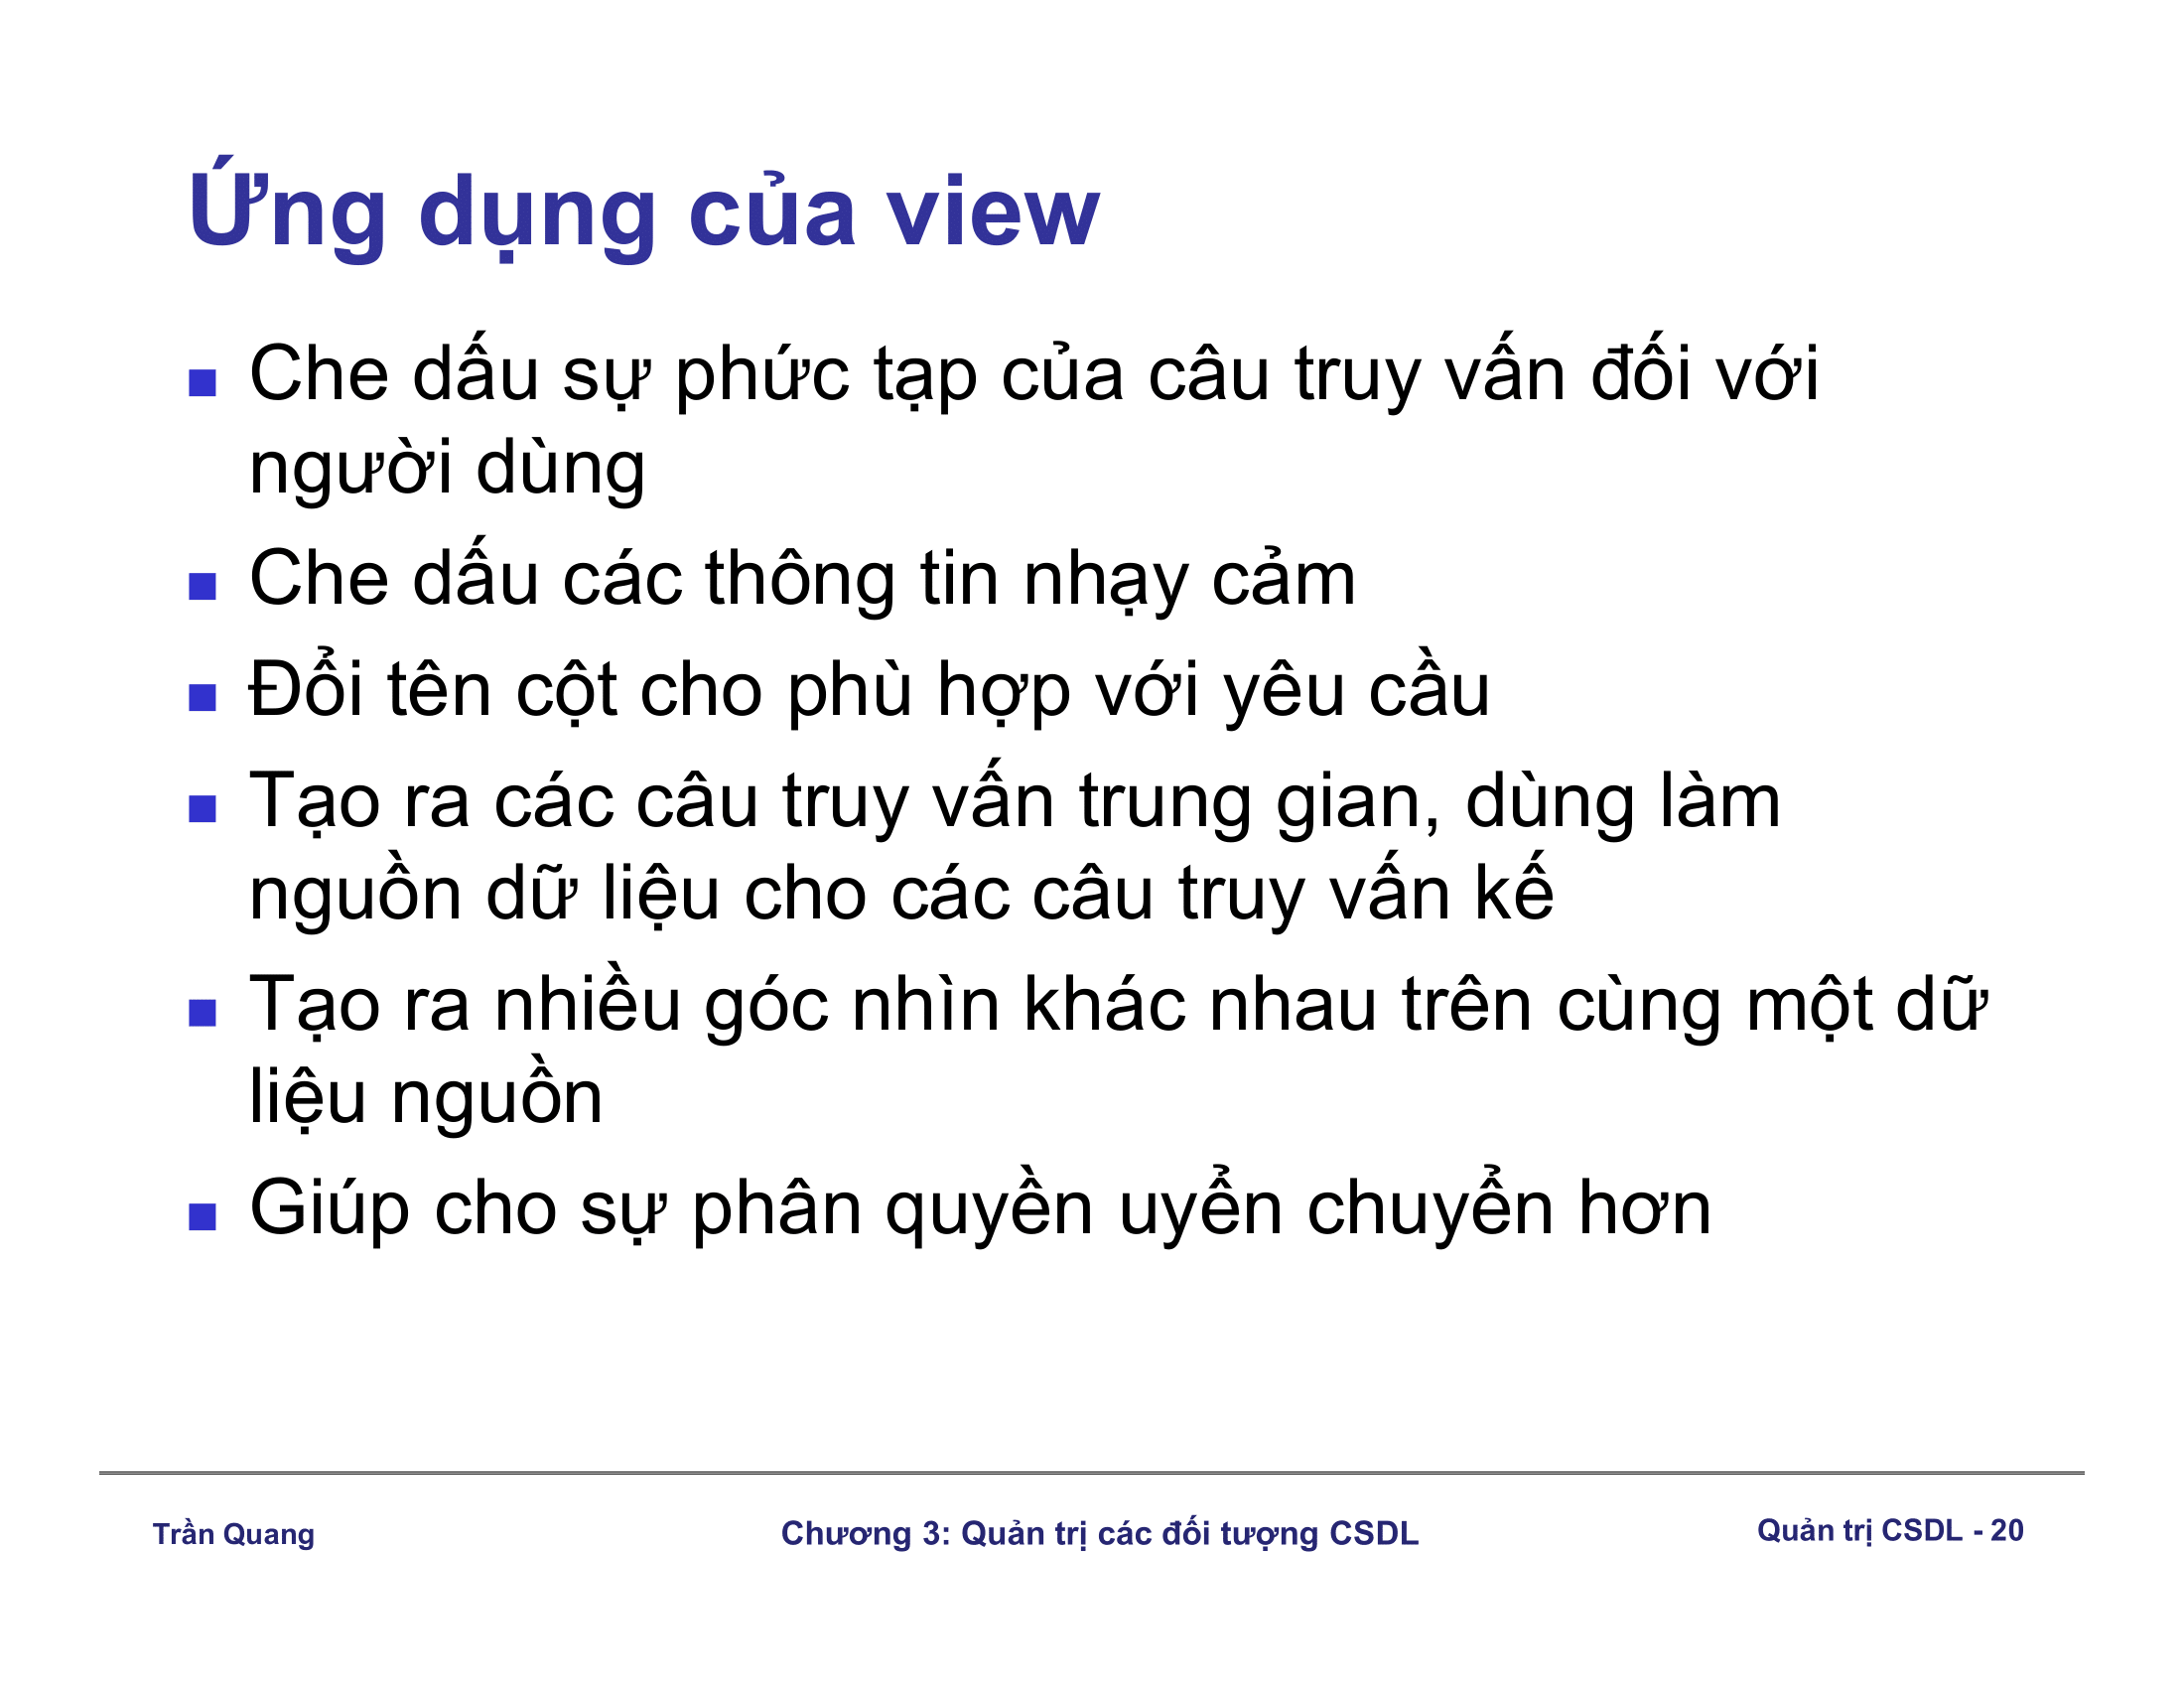 Ứng dụng của view
Che dấu sự phức tạp của câu truy vấn đối với
người dùng
Che dấu các thông tin nhạy cảm
Đổi tên cột cho phù hợp với yêu cầu
Tạo ra các câu truy vấn trung gian, dùng làm
nguồn dữ liệu cho các câu truy vấn kế
Tạo ra nhiều góc nhìn khác nhau trên cùng một dữ
liệu nguồn
Giúp cho sự phân quyền uyển chuyển hơn
Trần Quang
Chương 3: Quản trị các đối tượng CSDL
Quản trị CSDL - 20